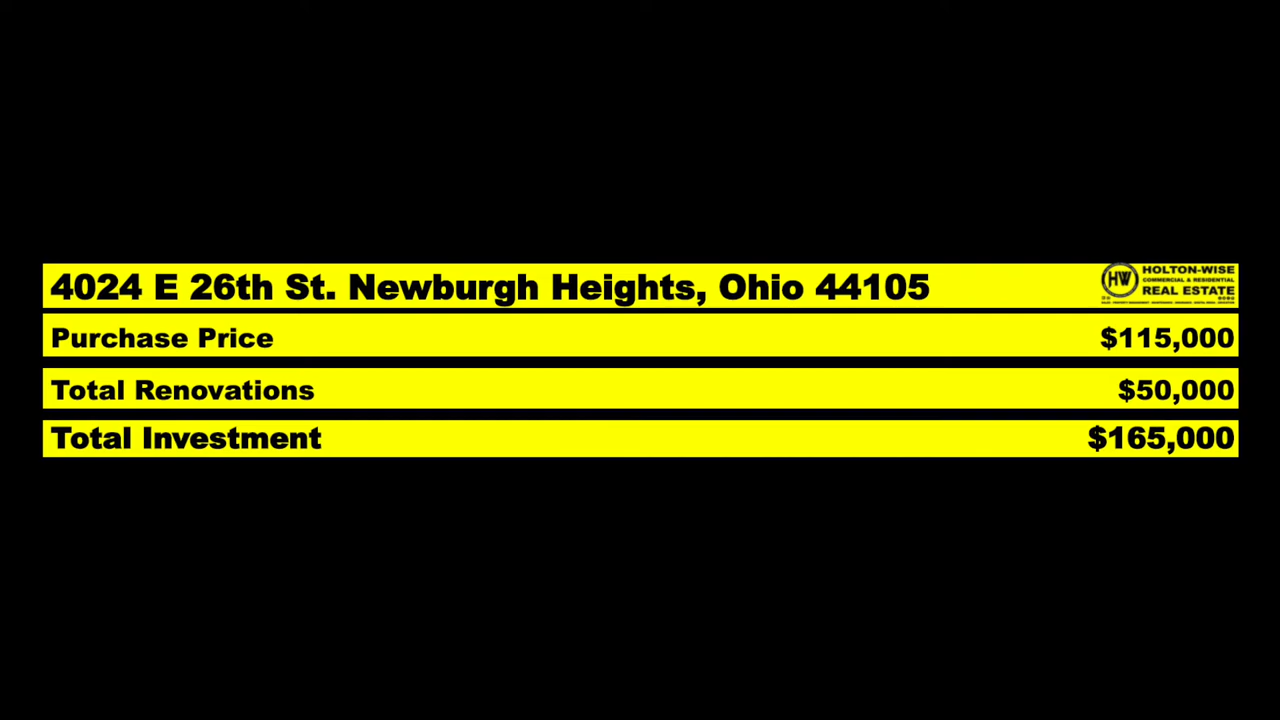 4024 E 26th St. Newburgh Heights, Ohio 44105
HW
HOLTON-WISE
COMMERCIAL & RESIDENTIAL
REAL ESTATE
Purchase Price $115,000
Total Renovations $50,000
Total Investment $165,000